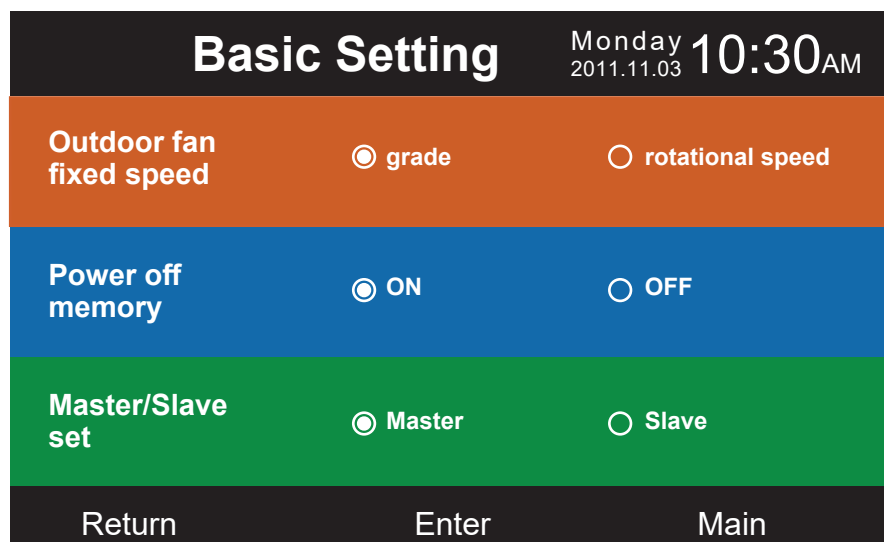 Basic Setting
Monday
2011.11.03
10:30AM
Outdoor fan
fixed speed
grade
rotational speed
Power off
memory
ON
OFF
Master/Slave
set
Master
Slave
Return
Enter
Main